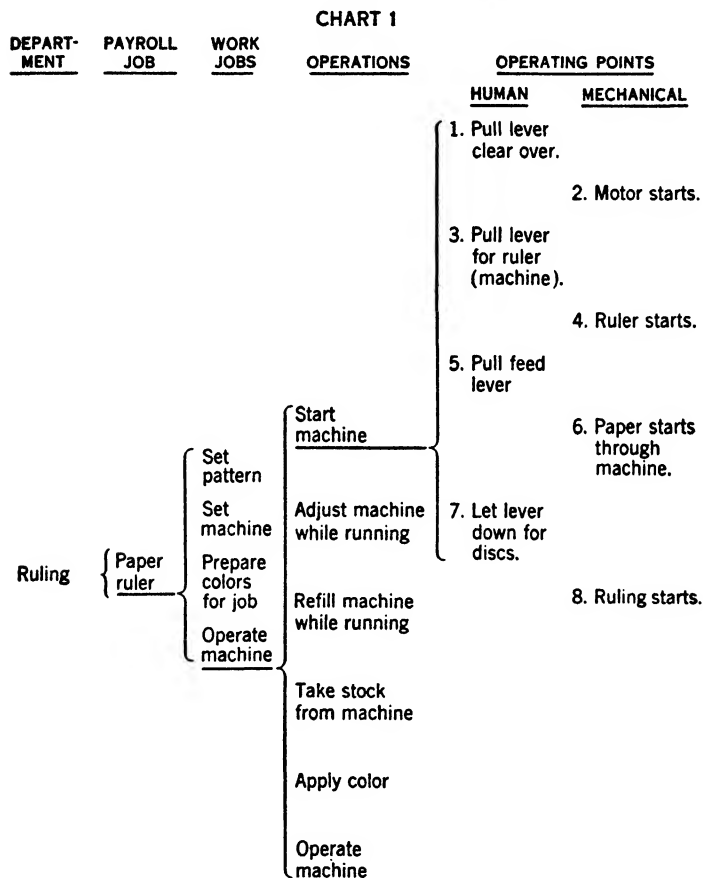 CHART 1
DEPART-
MENT
PAYROLL
JOB
WORK
JOBS
OPERATIONS
OPERATING POINTS
HUMAN
MECHANICAL
1. Pull lever
clear over.
2. Motor starts.
3. Pull lever
for ruler
(machine).
4. Ruler starts.
5. Pull feed
lever
6. Paper starts
through
machine.
7. Let lever
down for
discs.
8. Ruling starts.
Start
machine
Adjust machine
while running
Refill machine
while running
Take stock
from machine
Apply color
Operate
machine
Set
pattern
Set
machine
Prepare
colors
for job
Operate
machine
Paper
ruler
Ruling